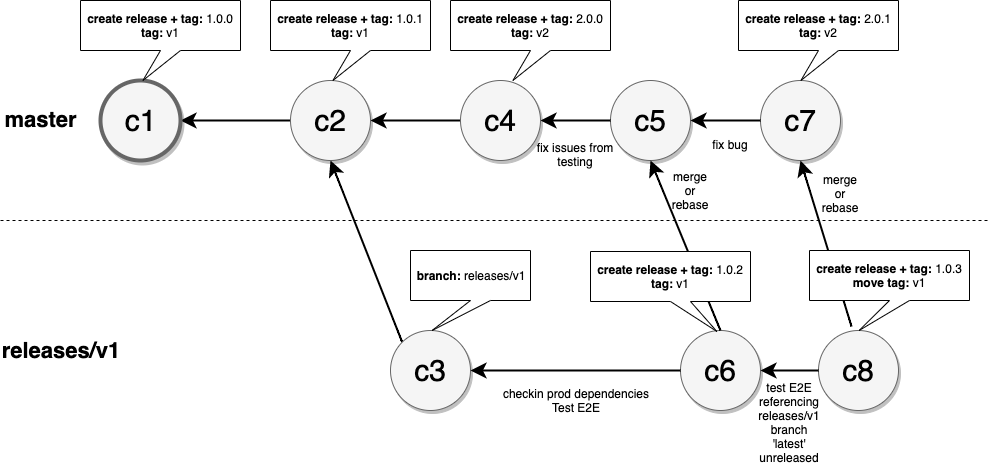 create release + tag: 1.0.0
tag: v1
create release + tag: 1.0.1
tag: v1
create release + tag: 2.0.0
tag: v2
create release + tag: 2.0.1
tag: v2
master
c1
c2
c4
c5
c7
fix issues from
testing
fix bug
merge
or
rebase
merge
or
rebase
branch: releases/v1
create release + tag: 1.0.2
tag: v1
create release + tag: 1.0.3
move tag: v1
releases/v1
c3
c6
c8
checkin prod dependencies
Test E2E
test E2E
referencing
releases/v1
branch
'latest'
unreleased